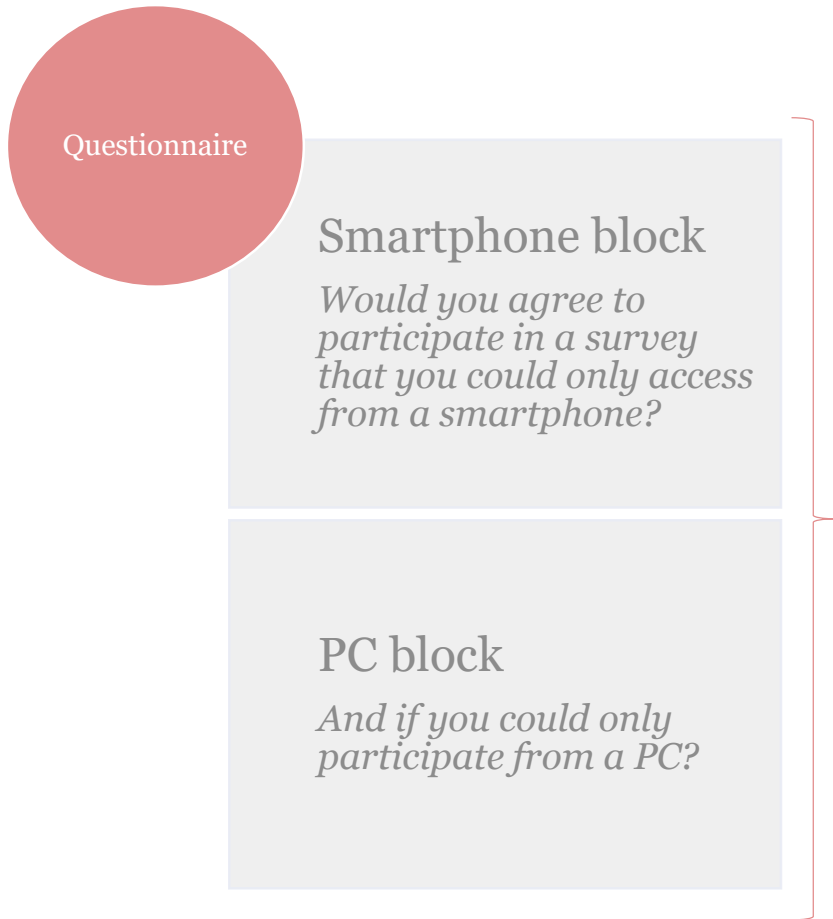 Questionnaire
Smartphone block
Would you agree to
participate in a survey
that you could only access
from a smartphone?
PC block
And if you could only
participate from a PC?